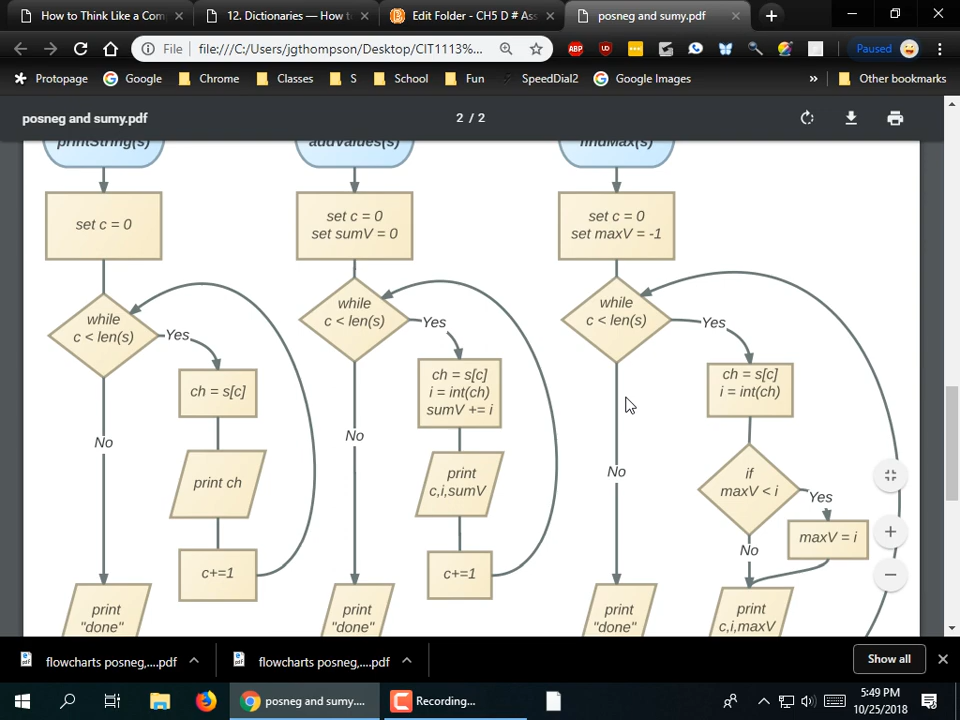 How to Think Like a Com
12. Dictionaries — How to
Edit Folder - CH5 D # Ass
posneg and sumy.pdf
File
file:///C:/Users/jgthompson/Desktop/CIT1113%...
ABP
Paused
Protopage
Google
Chrome
Classes
S
School
Fun
SpeedDial2
Google Images
»
Other bookmarks
posneg and sumy.pdf
2 / 2
printString(s)
addValues(s)
findMax(s)
set c = 0
set c = 0
set sumV = 0
set c = 0
set maxV = -1
while
c < len(s)
Yes
while
c < len(s)
Yes
while
c < len(s)
Yes
ch = s[c]
ch = s[c]
i = int(ch)
sumV += i
ch = s[c]
i = int(ch)
No
No
No
print ch
print
c,i,sumV
if
maxV < i
Yes
maxV = i
No
c+=1
c+=1
print
"done"
print
"done"
print
"done"
print
c,i,maxV
flowcharts posneg,....pdf
flowcharts posneg,....pdf
Show all
posneg and sumy....
Recording...
5:49 PM
10/25/2018